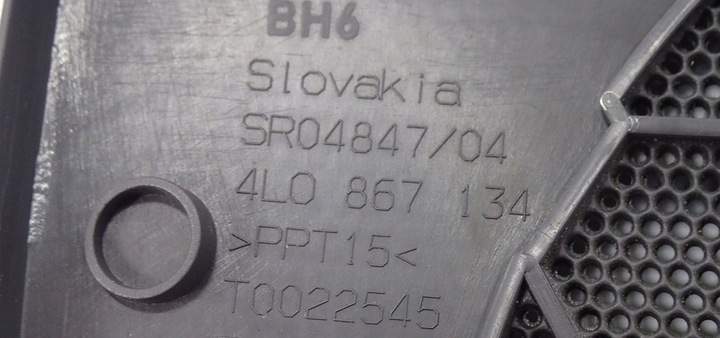 BH6
Slovakia
SR04847/04
4L0 867 134
>PPT15<
T0022545